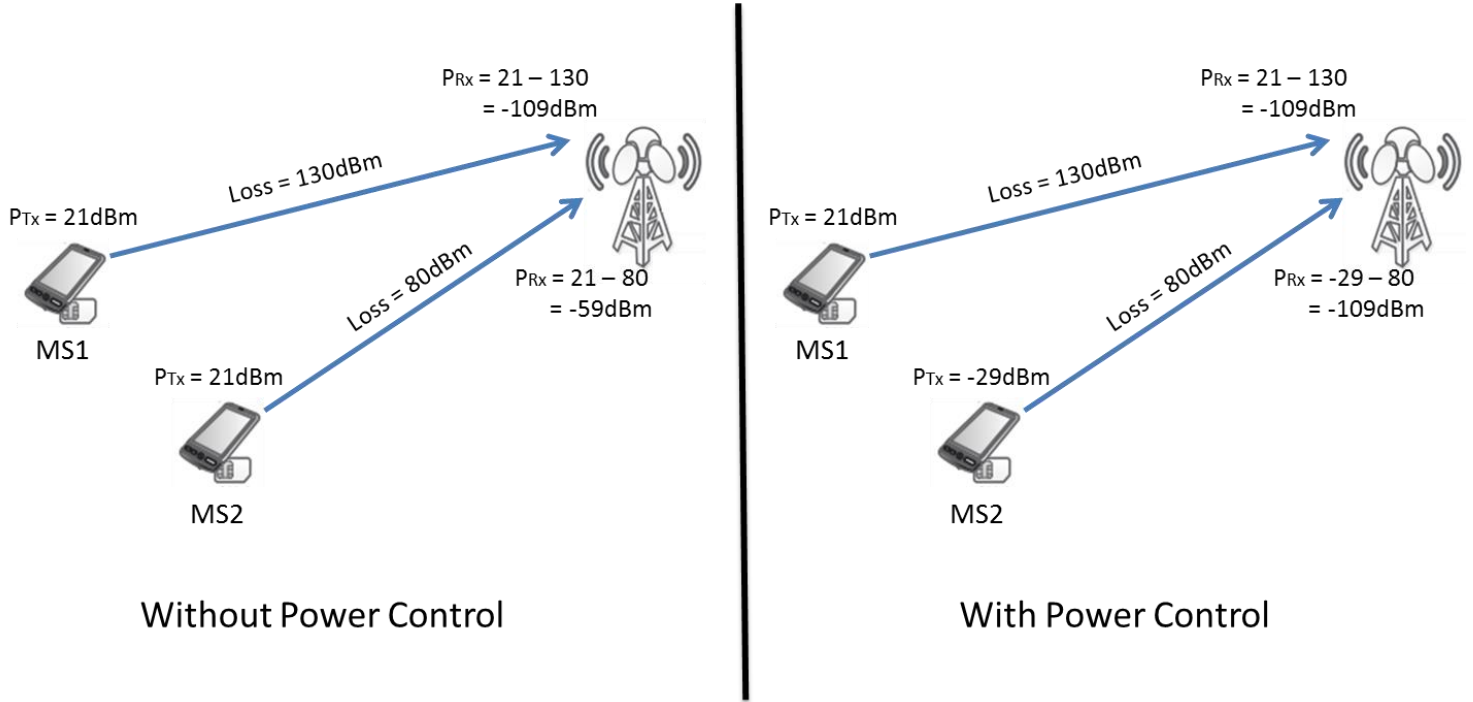 PRx = 21 – 130
= -109dBm
Loss = 130dBm
PTx = 21dBm
MS1
Loss = 80dBm
PRx = 21 – 80
= -59dBm
PTx = 21dBm
MS2
Without Power Control
PRx = 21 – 130
= -109dBm
Loss = 130dBm
PTx = 21dBm
MS1
Loss = 80dBm
PRx = -29 – 80
= -109dBm
PTx = -29dBm
MS2
With Power Control